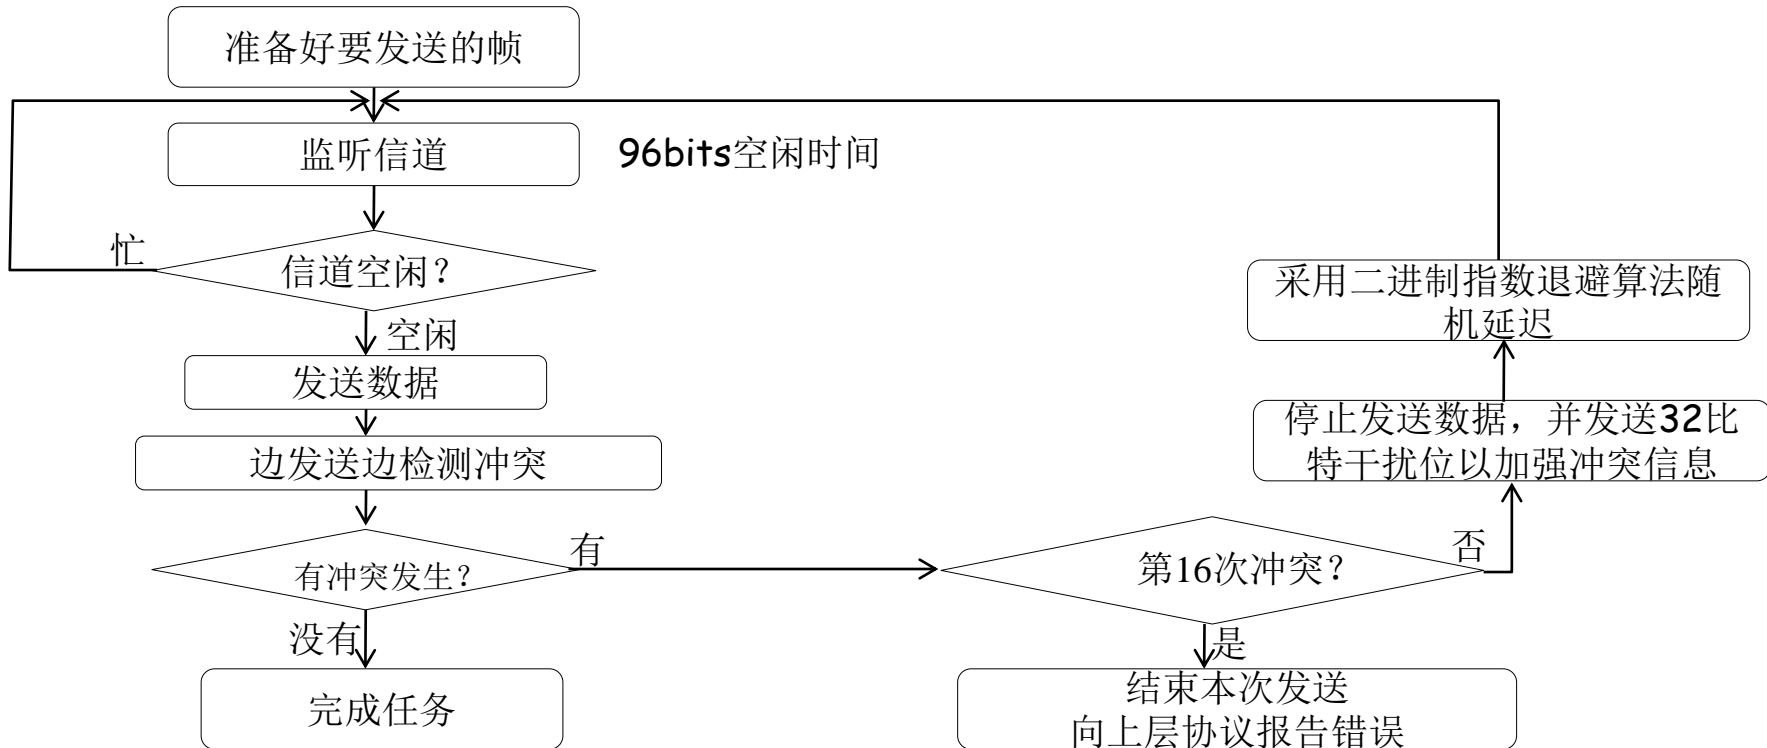 准备好要发送的帧
监听信道
96bits空闲时间
忙
信道空闲？
空闲
采用二进制指数退避算法随
机延迟
发送数据
停止发送数据，并发送32比
特干扰位以加强冲突信息
边发送边检测冲突
有冲突发生？
有
第16次冲突？
否
没有
是
完成任务
结束本次发送
向上层协议报告错误